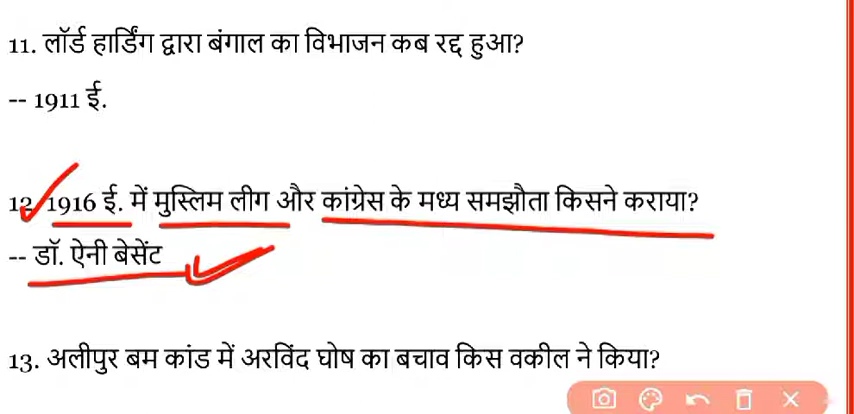 11. लॉर्ड हार्डिंग द्वारा बंगाल का विभाजन कब रद्द हुआ?
-- 1911 ई.
12. 1916 ई. में मुस्लिम लीग और कांग्रेस के मध्य समझौता किसने कराया?
-- डॉ. ऐनी बेसेंट
13. अलीपुर बम कांड में अरविंद घोष का बचाव किस वकील ने किया?